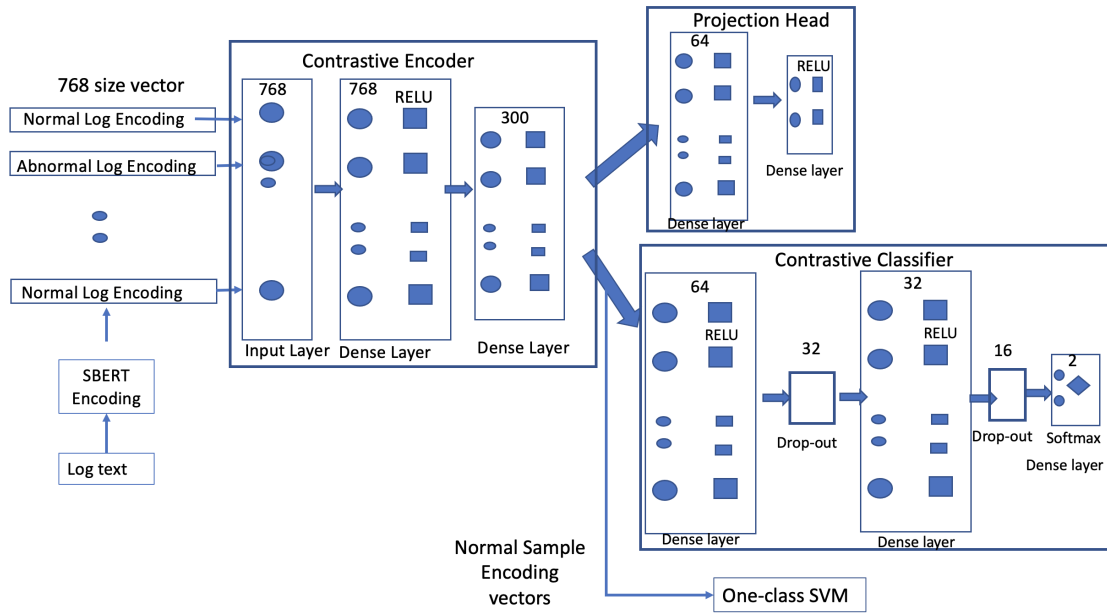 768 size vector
Normal Log Encoding
Abnormal Log Encoding
Normal Log Encoding
SBERT
Encoding
Log text
Contrastive Encoder
768
768
RELU
300
Input Layer
Dense Layer
Dense Layer
Projection Head
64
RELU
Dense layer
Dense layer
Contrastive Classifier
64
RELU
32
32
RELU
16
2
Drop-out
Drop-out
Softmax
Dense layer
Dense layer
Dense layer
Normal Sample
Encoding
vectors
One-class SVM